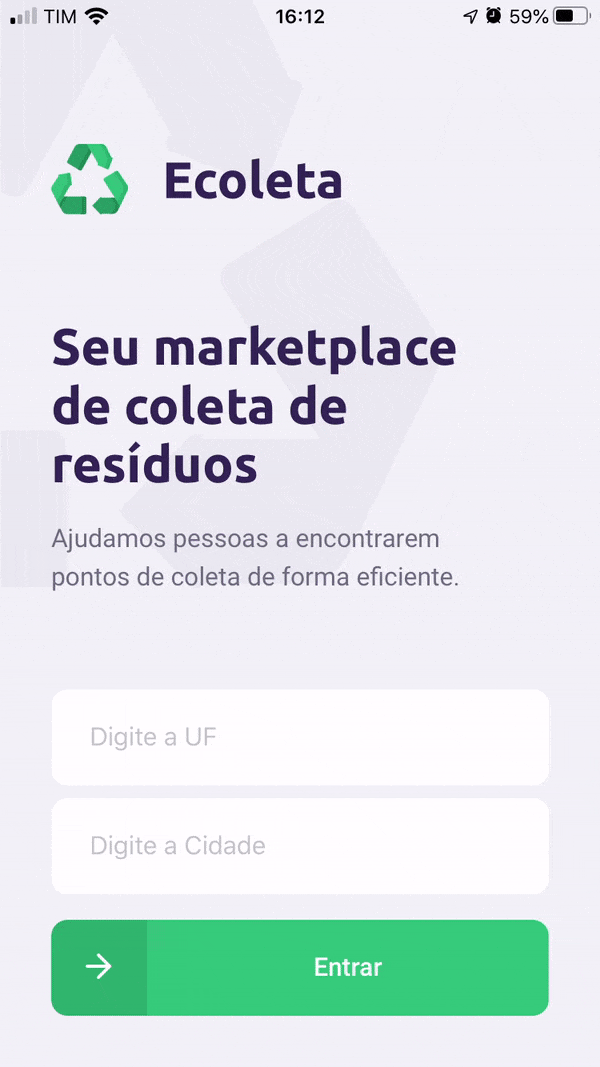 TIM 16:12 59%
Ecoleta
Seu marketplace
de coleta de
resíduos
Ajudamos pessoas a encontrarem
pontos de coleta de forma eficiente.
Digite a UF
Digite a Cidade
Entrar